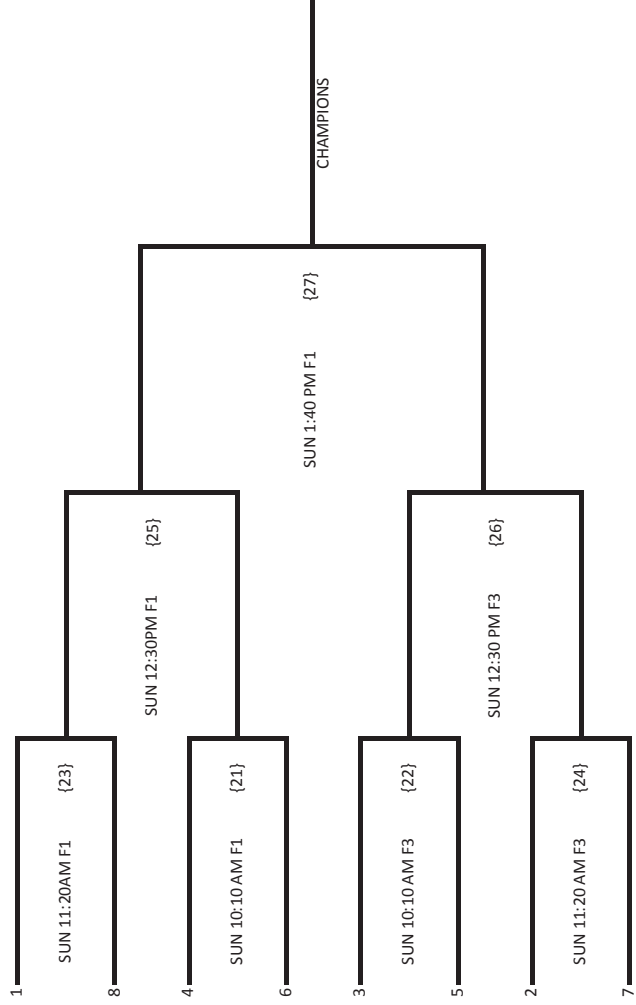 1
SUN 11:20AM F1
{23}
8
SUN 12:30PM F1
{25}
4
SUN 10:10 AM F1
{21}
6
SUN 1:40 PM F1
{27}
CHAMPIONS
3
SUN 10:10 AM F3
{22}
5
SUN 12:30 PM F3
{26}
2
SUN 11:20 AM F3
{24}
7